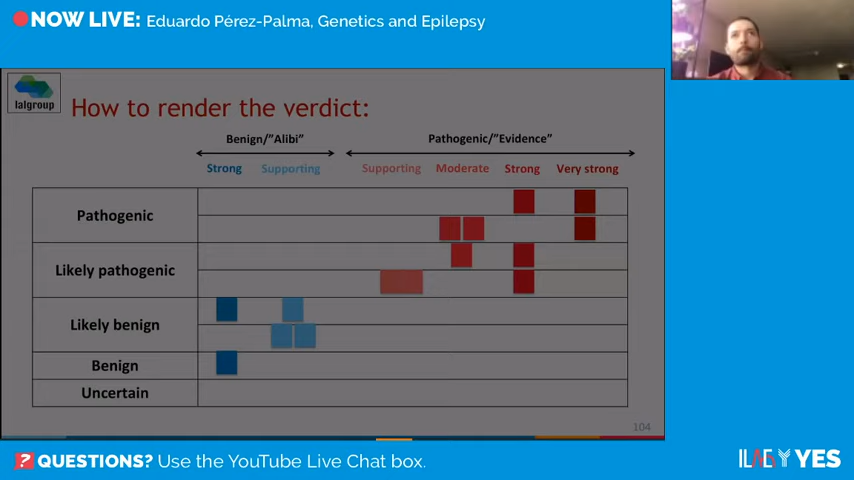 NOW LIVE: Eduardo Pérez-Palma, Genetics and Epilepsy
lalgroup
How to render the verdict:
Benign/"Alibi" Pathogenic/"Evidence"
Strong Supporting Supporting Moderate Strong Very strong
Pathogenic
Likely pathogenic
Likely benign
Benign
Uncertain
104
? QUESTIONS? Use the YouTube Live Chat box.
ILAE YES